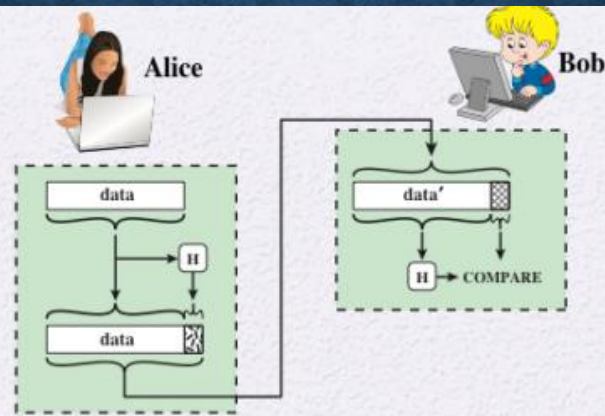 Alice
Bob
data
H
data
data′
H
COMPARE